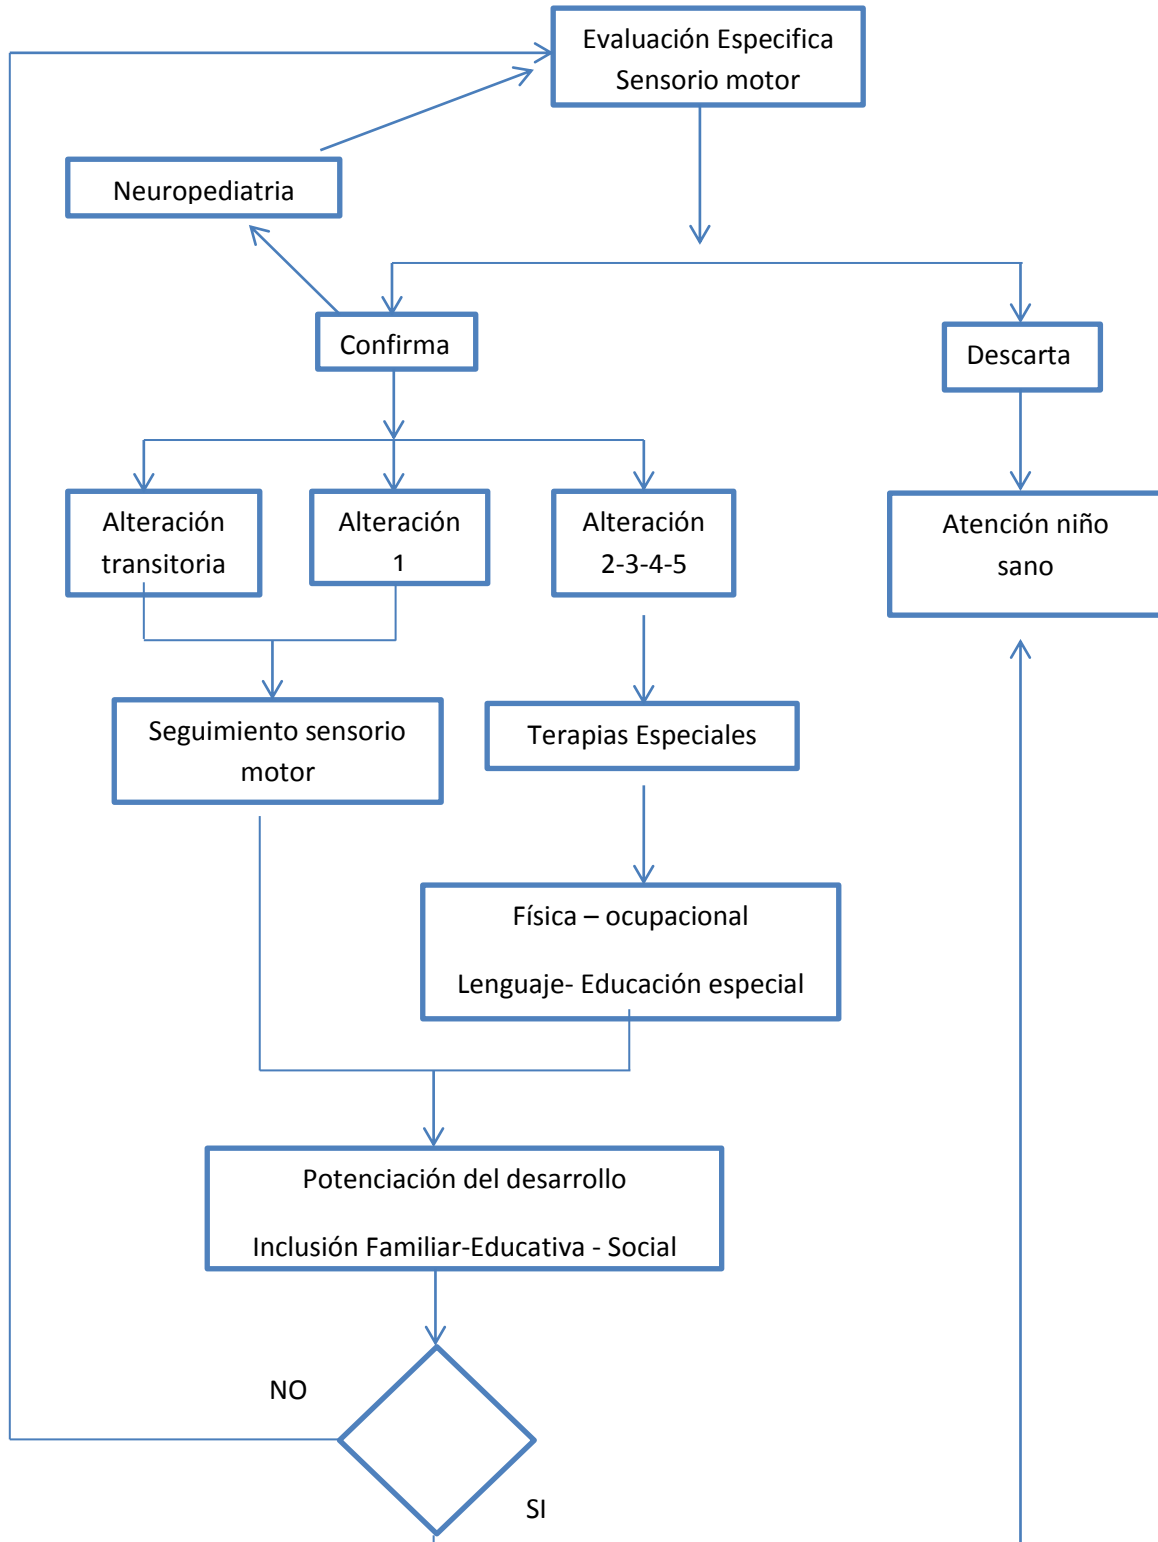 Evaluación Especifica
Sensorio motor
Neuropediatria
Confirma
Descarta
Alteración
transitoria
Alteración
1
Alteración
2-3-4-5
Atención niño
sano
Seguimiento sensorio
motor
Terapias Especiales
Física – ocupacional
Lenguaje- Educación especial
Potenciación del desarrollo
Inclusión Familiar-Educativa - Social
NO
SI